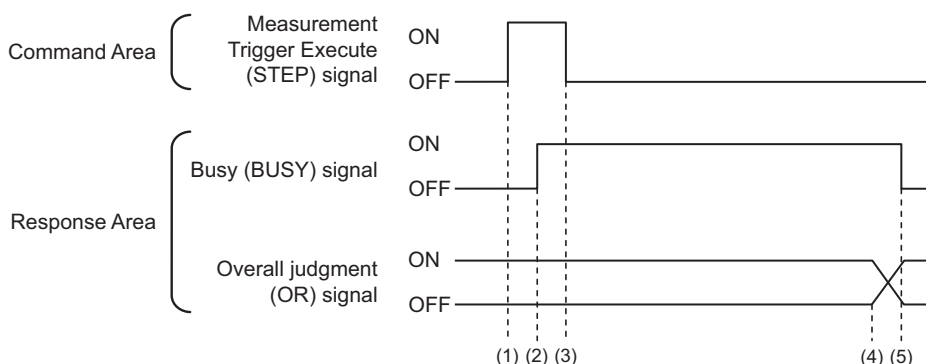 Command Area
Measurement
Trigger Execute
(STEP) signal
ON
OFF
Response Area
Busy (BUSY) signal
ON
OFF
Overall judgment
(OR) signal
ON
OFF
(1) (2) (3) (4) (5)